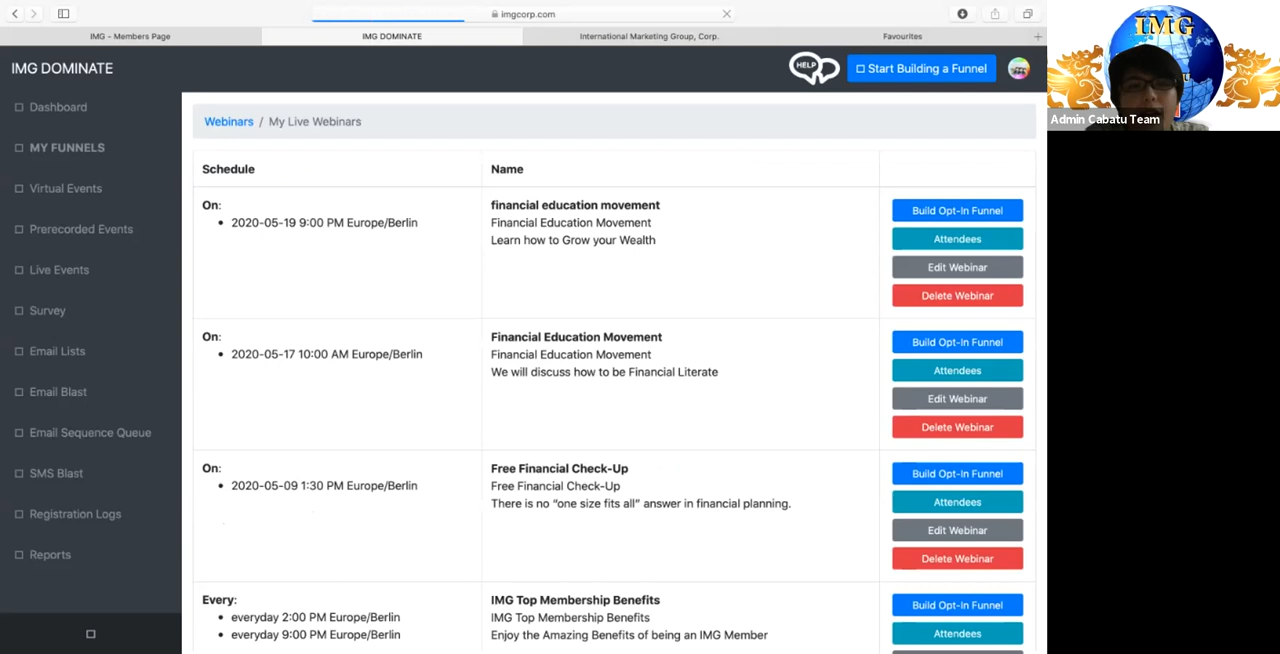 imgcorp.com
IMG - Members Page
IMG DOMINATE
International Marketing Group, Corp.
Favourites
IMG DOMINATE
HELP
Start Building a Funnel
IMG
Admin Cabatu Team
Dashboard
MY FUNNELS
Virtual Events
Prerecorded Events
Live Events
Survey
Email Lists
Email Blast
Email Sequence Queue
SMS Blast
Registration Logs
Reports
Webinars / My Live Webinars
Schedule
Name
On:
• 2020-05-19 9:00 PM Europe/Berlin
financial education movement
Financial Education Movement
Learn how to Grow your Wealth
Build Opt-In Funnel
Attendees
Edit Webinar
Delete Webinar
On:
• 2020-05-17 10:00 AM Europe/Berlin
Financial Education Movement
Financial Education Movement
We will discuss how to be Financial Literate
Build Opt-In Funnel
Attendees
Edit Webinar
Delete Webinar
On:
• 2020-05-09 1:30 PM Europe/Berlin
Free Financial Check-Up
Free Financial Check-Up
There is no “one size fits all” answer in financial planning.
Build Opt-In Funnel
Attendees
Edit Webinar
Delete Webinar
Every:
• everyday 2:00 PM Europe/Berlin
• everyday 9:00 PM Europe/Berlin
IMG Top Membership Benefits
IMG Top Membership Benefits
Enjoy the Amazing Benefits of being an IMG Member
Build Opt-In Funnel
Attendees